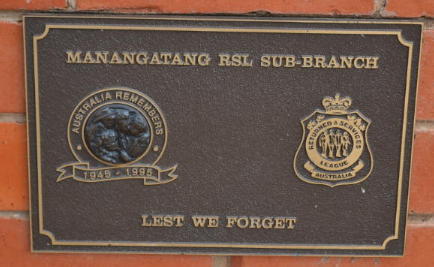 MANANGATANG RSL SUB-BRANCH
AUSTRALIA REMEMBERS
1945 - 1995
RETURNED & SERVICES
LEAGUE
AUSTRALIA
LEST WE FORGET